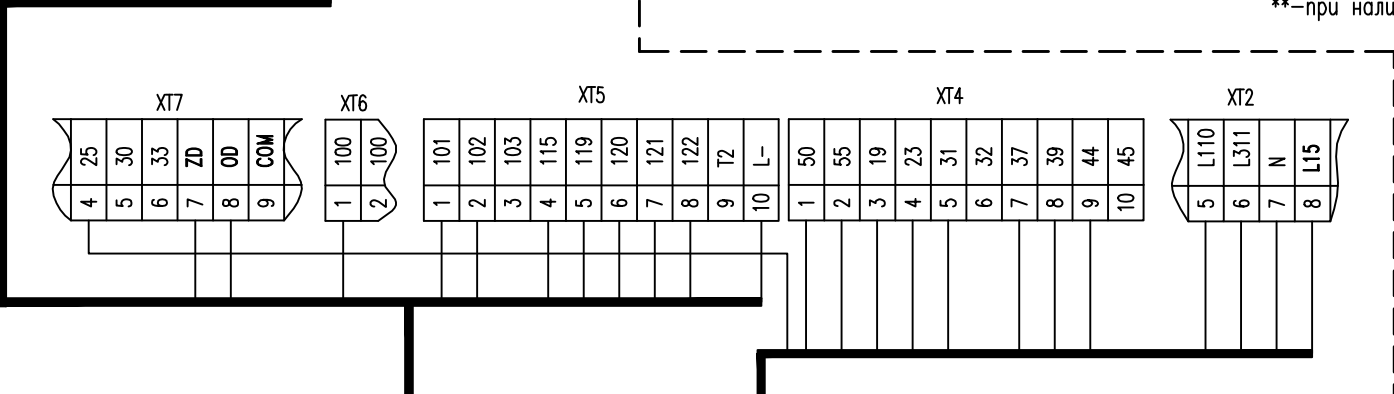 **-при нали
XT7
XT6
XT5
XT4
XT2
25 30 33 ZD OD COM
4 5 6 7 8 9
100 100
1 2
101 102 103 115 119 120 121 122 T2 L-
1 2 3 4 5 6 7 8 9 10
50 55 19 23 31 32 37 39 44 45
1 2 3 4 5 6 7 8 9 10
L110 L311 N L15
5 6 7 8